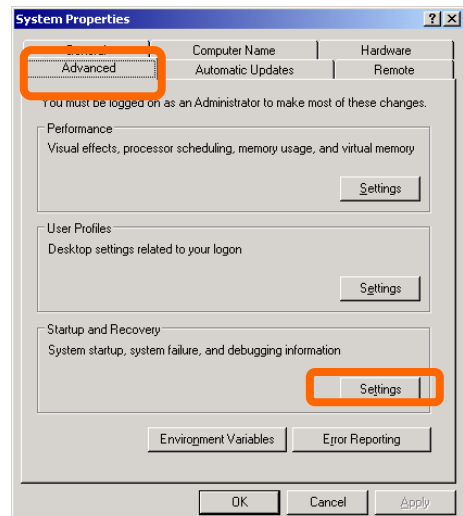 System Properties
General Computer Name Hardware
Advanced Automatic Updates Remote
You must be logged on as an Administrator to make most of these changes.
Performance
Visual effects, processor scheduling, memory usage, and virtual memory
Settings
User Profiles
Desktop settings related to your logon
Settings
Startup and Recovery
System startup, system failure, and debugging information
Settings
Environment Variables Error Reporting
OK Cancel Apply